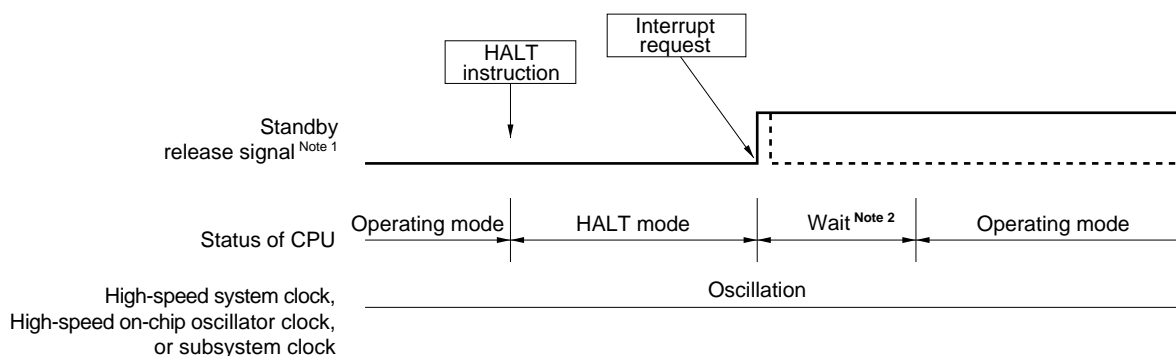 HALT
instruction
Interrupt
request
Standby
release signal Note 1
Status of CPU
Operating mode
HALT mode
Wait Note 2
Operating mode
High-speed system clock,
High-speed on-chip oscillator clock,
or subsystem clock
Oscillation